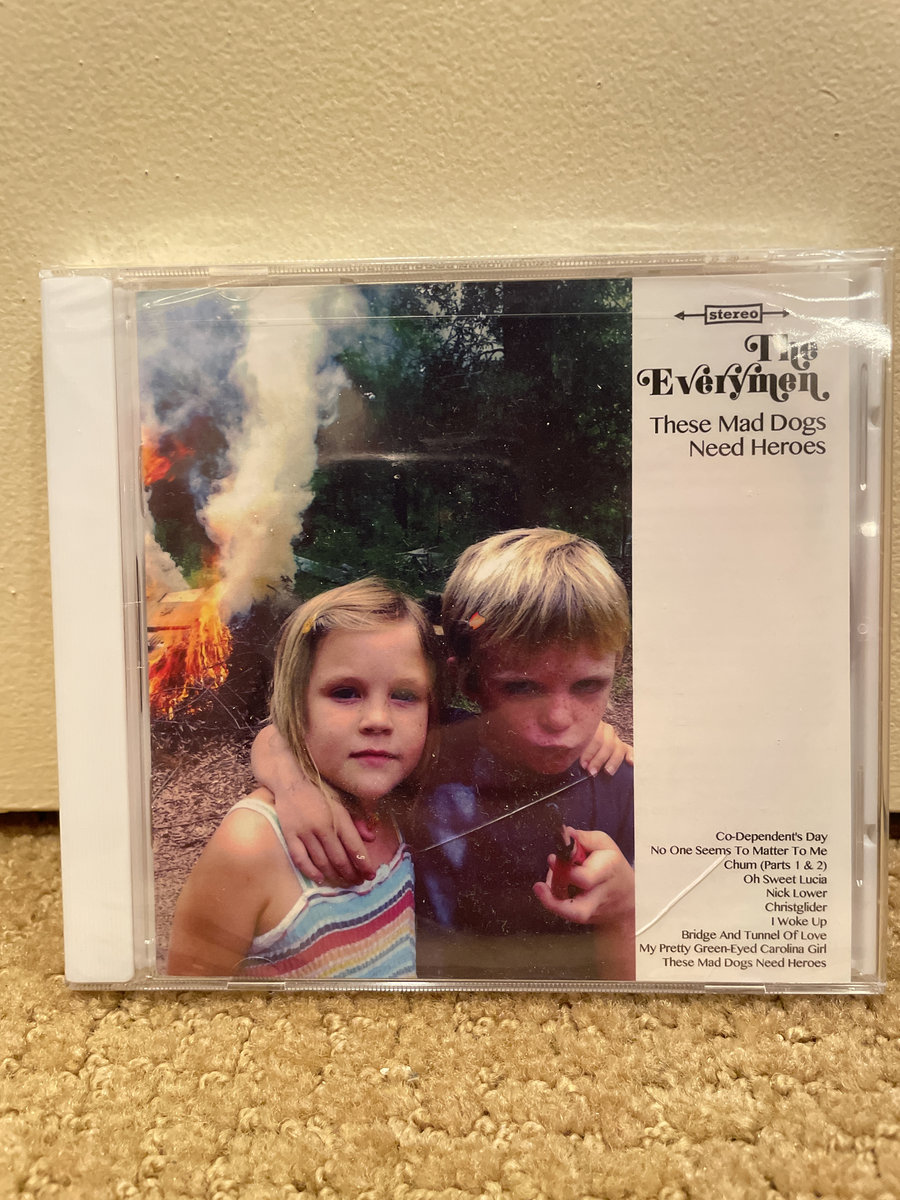 stereo
The
Everymen
These Mad Dogs
Need Heroes
Co-Dependent's Day
No One Seems To Matter To Me
Chum (Parts 1 & 2)
Oh Sweet Lucia
Nick Lower
Christglider
I Woke Up
Bridge And Tunnel Of Love
My Pretty Green-Eyed Carolina Girl
These Mad Dogs Need Heroes